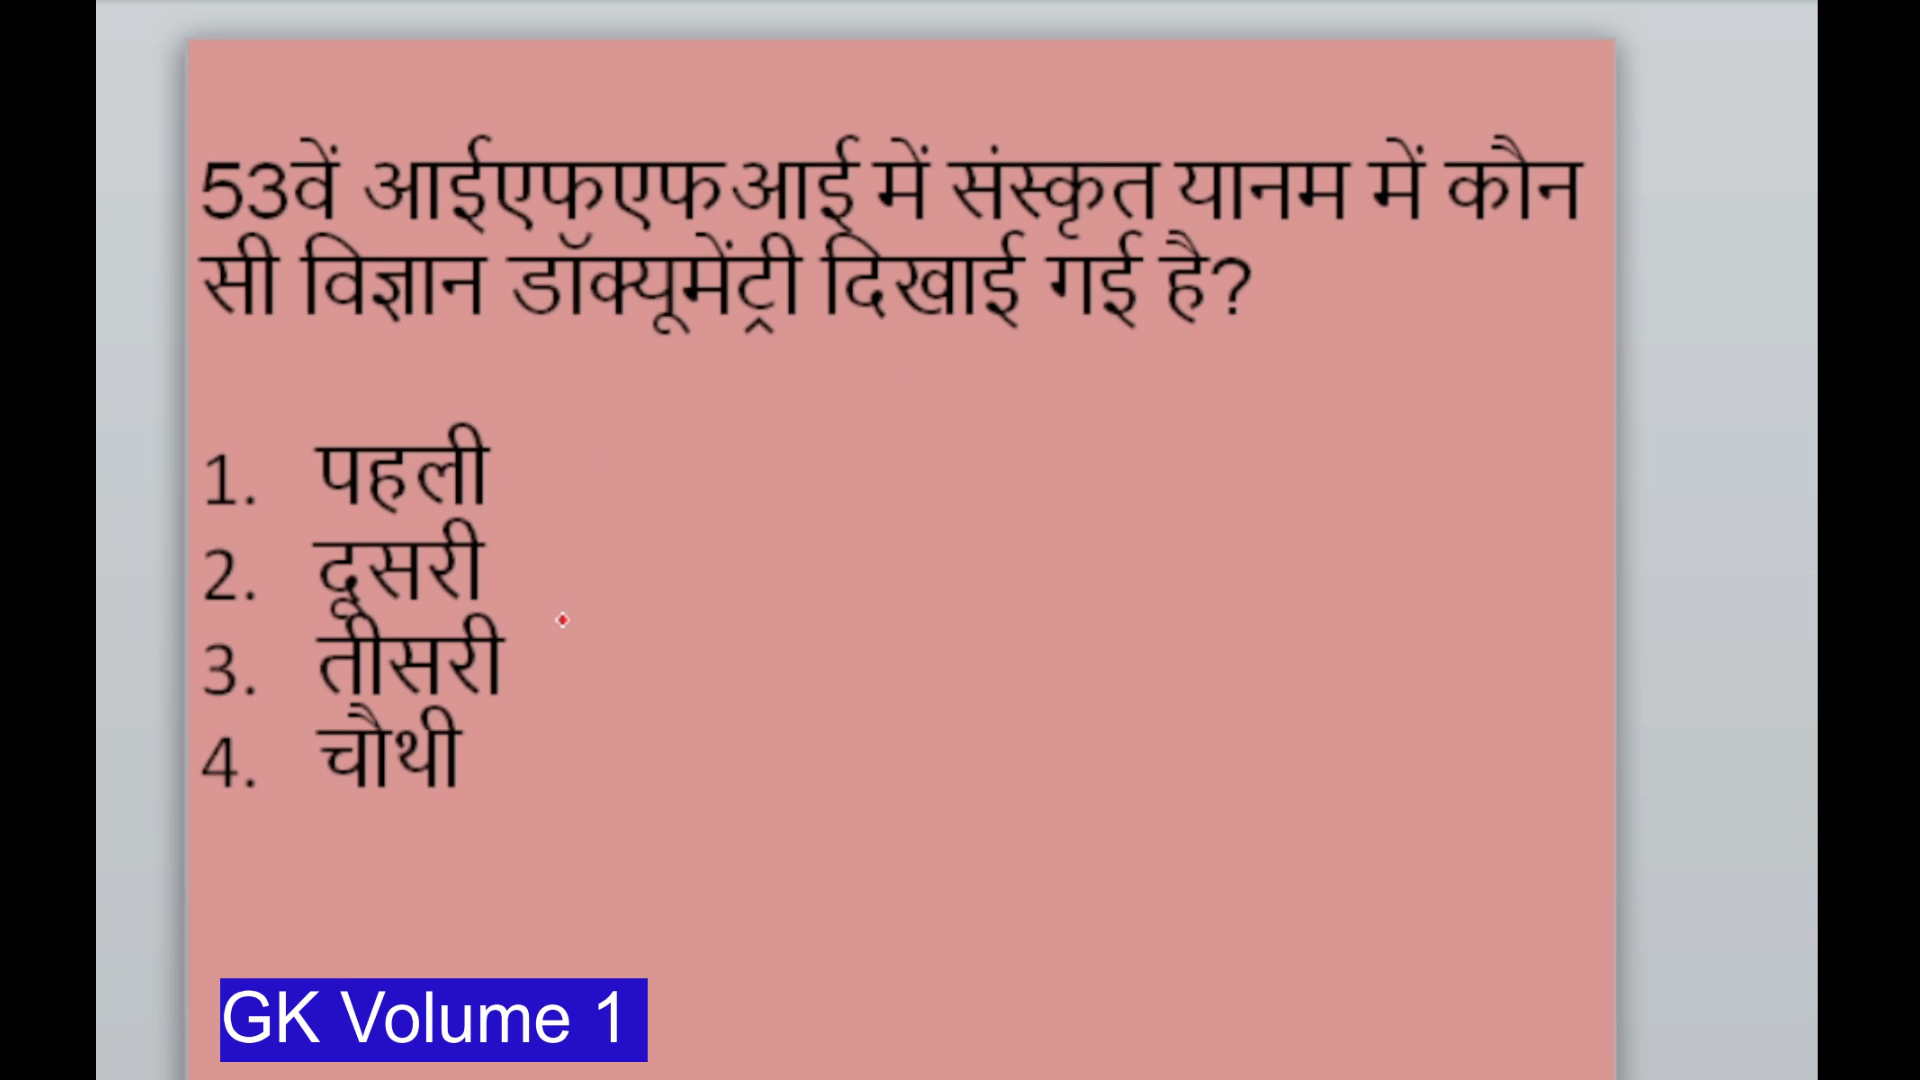 53वें आईएफएफआई में संस्कृत यानम में कौन
सी विज्ञान डॉक्यूमेंट्री दिखाई गई है?
1. पहली
2. दूसरी
3. तीसरी
4. चौथी
GK Volume 1